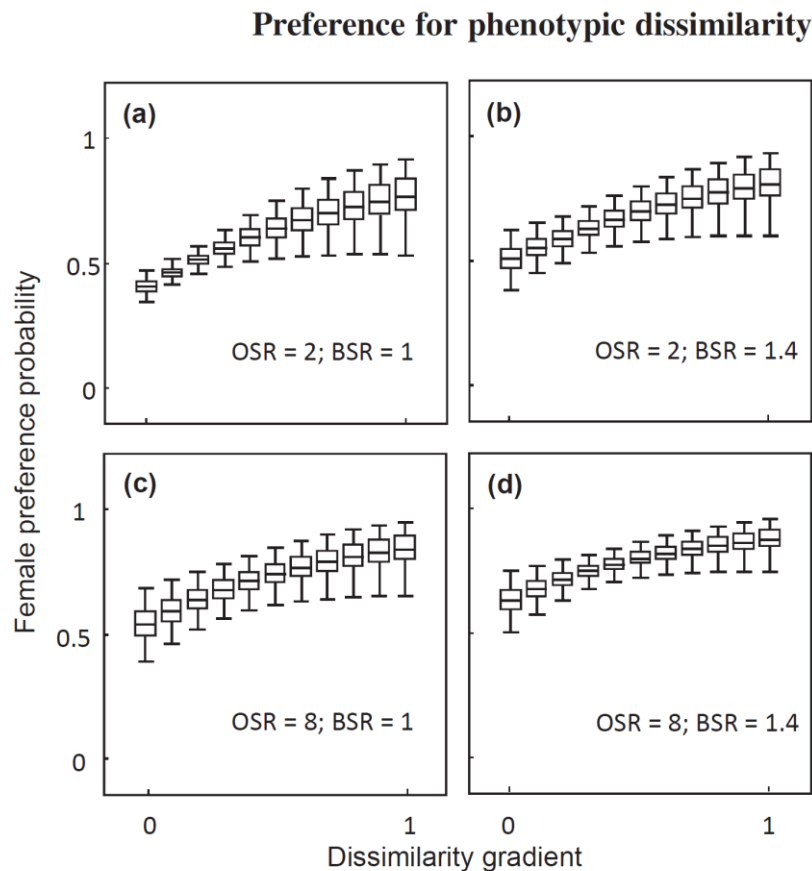 Preference for phenotypic dissimilarity
(a)
(b)
1
0.5
0
OSR = 2; BSR = 1
OSR = 2; BSR = 1.4
Female preference probability
(c)
(d)
1
0.5
0
OSR = 8; BSR = 1
OSR = 8; BSR = 1.4
0
1
0
1
Dissimilarity gradient